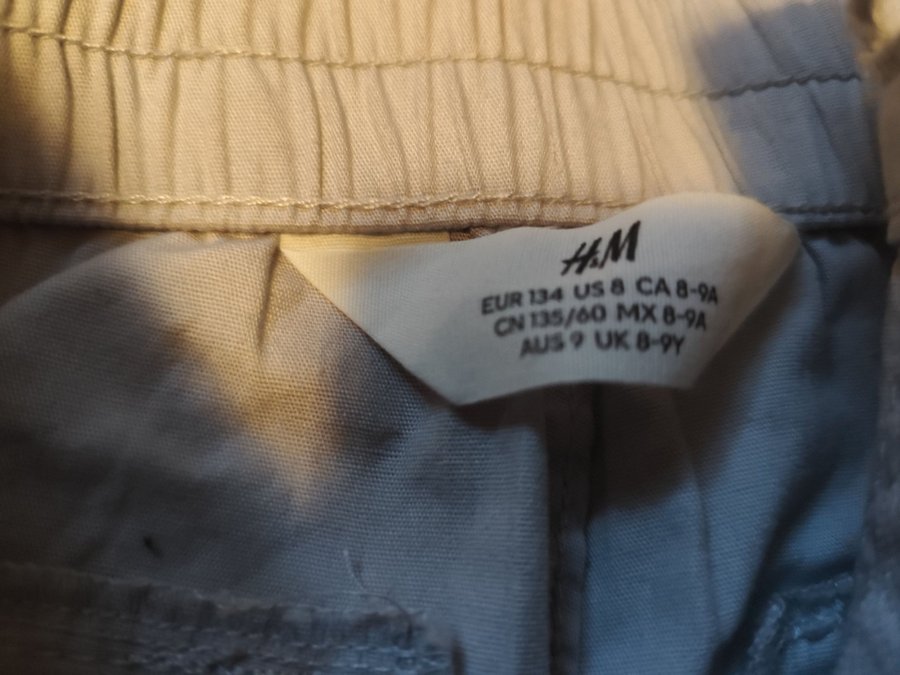 H&M
EUR 134 US 8 CA 8-9A
CN 135/60 MX 8-9A
AUS 9 UK 8-9Y